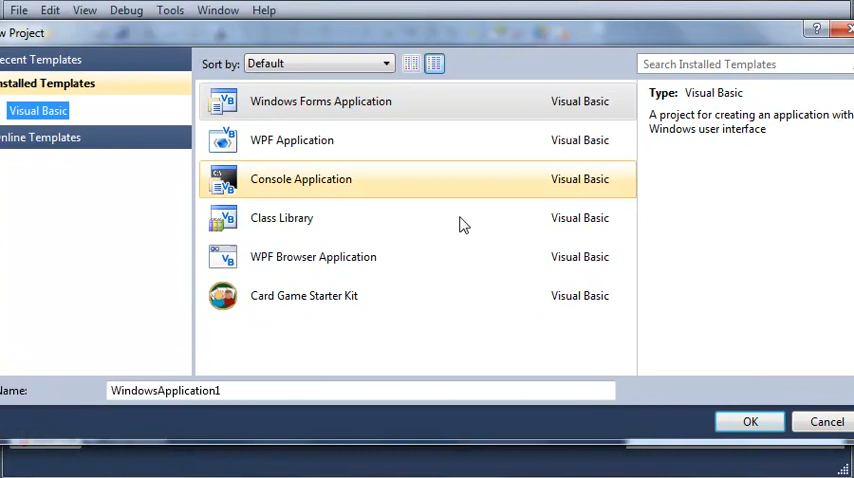 File Edit View Debug Tools Window Help
w Project
ecent Templates
nstalled Templates
Visual Basic
nline Templates
Sort by: Default
Search Installed Templates
Windows Forms Application Visual Basic
WPF Application Visual Basic
Console Application Visual Basic
Class Library Visual Basic
WPF Browser Application Visual Basic
Card Game Starter Kit Visual Basic
Type: Visual Basic
A project for creating an application with
Windows user interface
ame: WindowsApplication1
OK Cancel